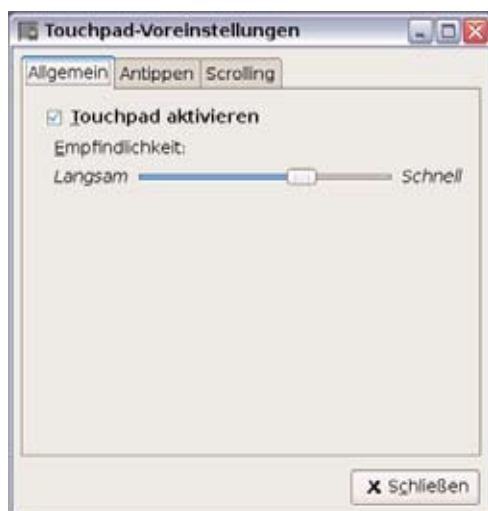 Touchpad-Voreinstellungen
Allgemein Antippen Scrolling
Touchpad aktivieren
Empfindlichkeit:
Langsam Schnell
Schließen